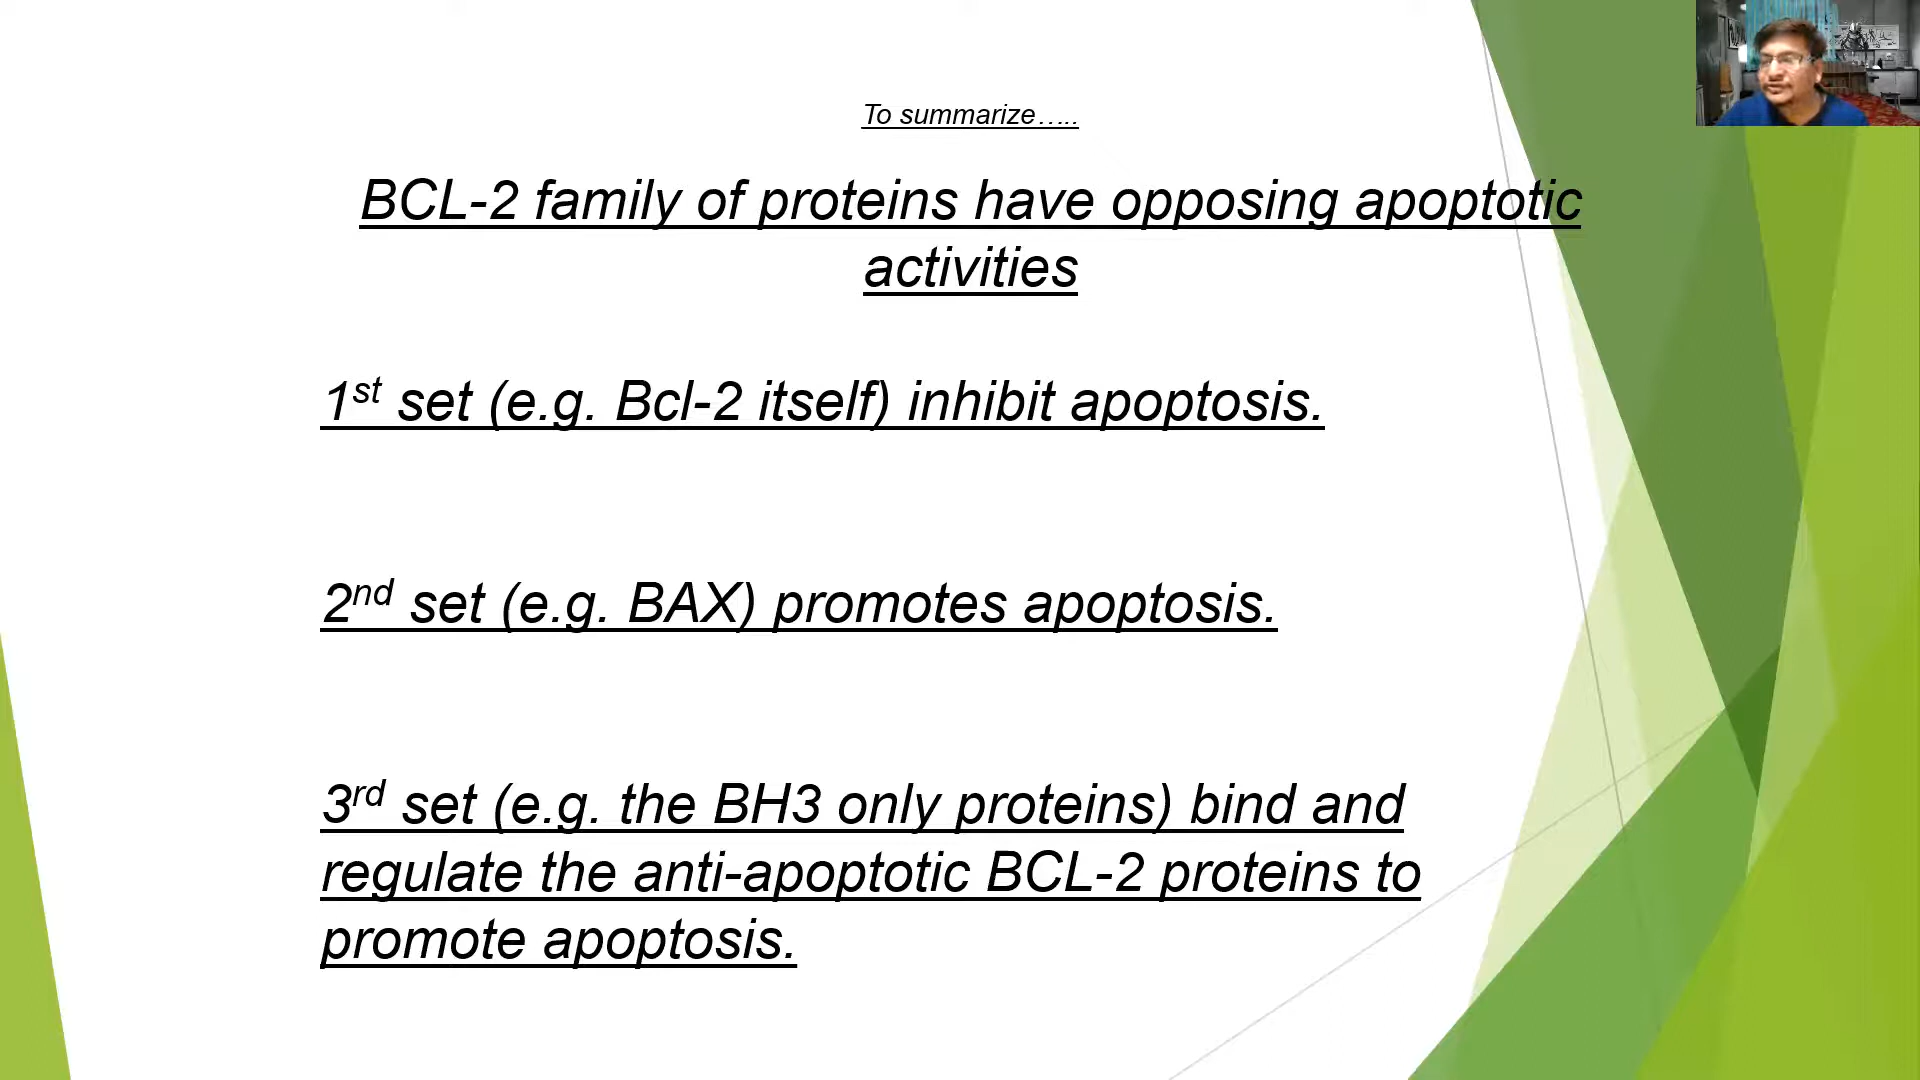 To summarize…..
BCL-2 family of proteins have opposing apoptotic
activities
1st set (e.g. Bcl-2 itself) inhibit apoptosis.
2nd set (e.g. BAX) promotes apoptosis.
3rd set (e.g. the BH3 only proteins) bind and
regulate the anti-apoptotic BCL-2 proteins to
promote apoptosis.